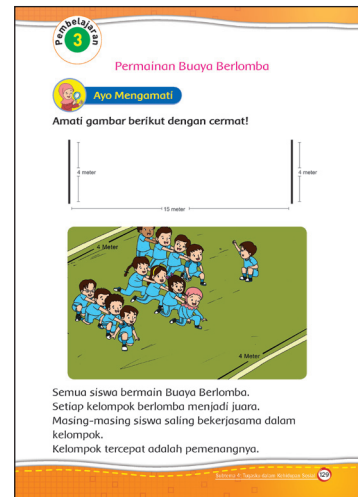 Pembelajaran
3
Permainan Buaya Berlomba
Ayo Mengamati
Amati gambar berikut dengan cermat!
4 meter
4 meter
15 meter
4 Meter
4 Meter
Semua siswa bermain Buaya Berlomba.
Setiap kelompok berlomba menjadi juara.
Masing-masing siswa saling bekerjasama dalam
kelompok.
Kelompok tercepat adalah pemenangnya.
129